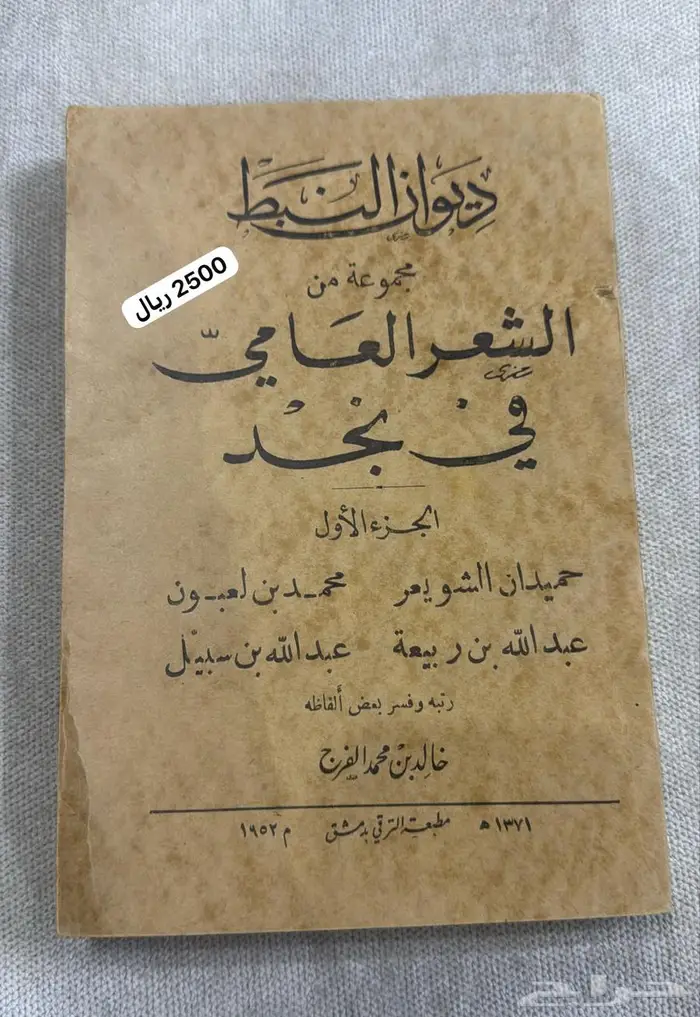 ديوان النبط
مجموعة من
2500 ريال
الشعر العاميّ
في نجد
الجزء الأول
حميدان الشويعر محمد بن لعبون
عبد الله بن ربيعة عبد الله بن سبيل
رتبه وفسر بعض ألفاظه
خالد بن محمد الفرج
١٣٧١ هـ مطبعة الترقي بدمشق ١٩٥٢ م
حراج